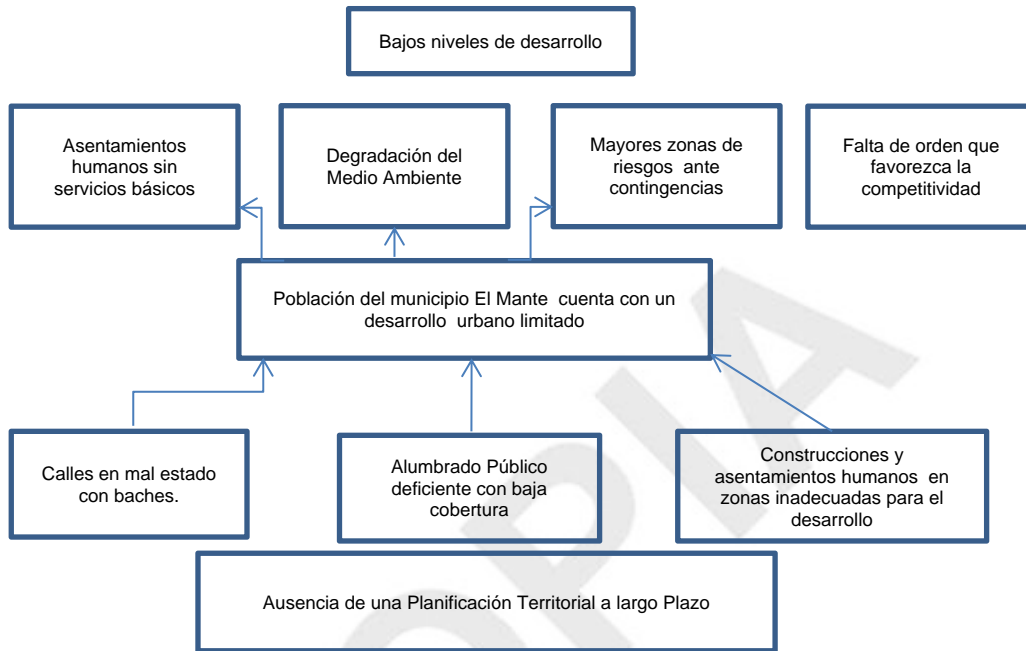 Bajos niveles de desarrollo
Asentamientos
humanos sin
servicios básicos
Degradación del
Medio Ambiente
Mayores zonas de
riesgos ante
contingencias
Falta de orden que
favorezca la
competitividad
Población del municipio El Mante cuenta con un
desarrollo urbano limitado
Calles en mal estado
con baches.
Alumbrado Público
deficiente con baja
cobertura
Construcciones y
asentamientos humanos en
zonas inadecuadas para el
desarrollo
Ausencia de una Planificación Territorial a largo Plazo
OPIA